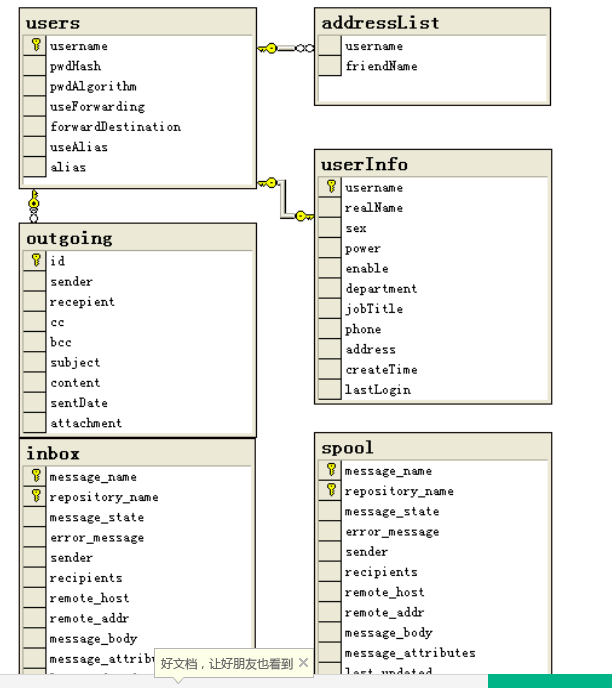 users
username
pwdHash
pwdAlgorithm
useForwarding
forwardDestination
useAlias
alias
addressList
username
friendName
userInfo
username
realName
sex
power
enable
department
jobTitle
phone
address
createTime
lastLogin
outgoing
id
sender
recepient
cc
bcc
subject
content
sentDate
attachment
inbox
message_name
repository_name
message_state
error_message
sender
recipients
remote_host
remote_addr
message_body
message_attribu
spool
message_name
repository_name
message_state
error_message
sender
recipients
remote_host
remote_addr
message_body
message_attributes
last_updated
好文档，让好朋友也看到